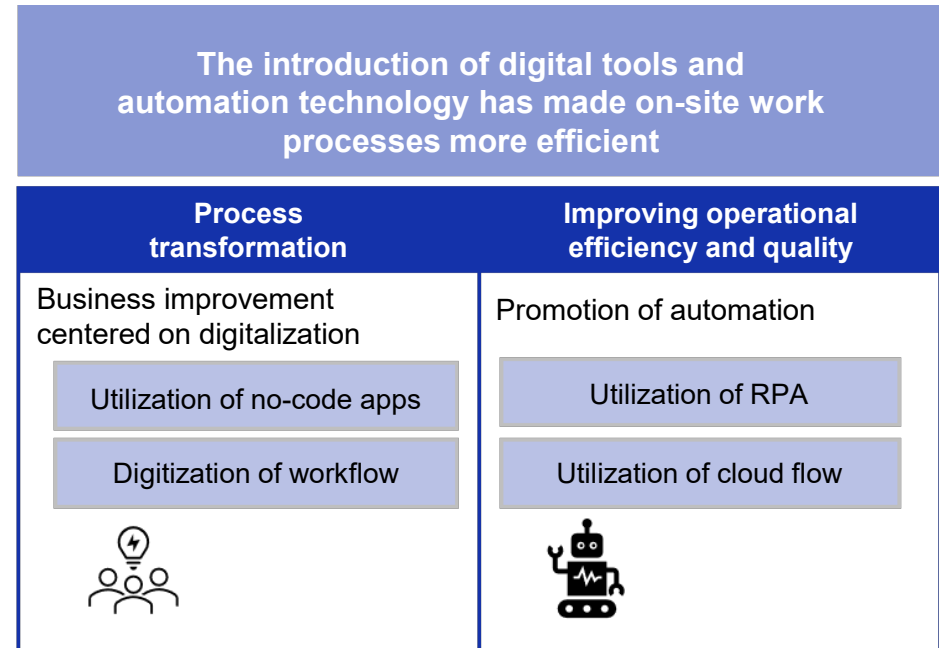 The introduction of digital tools and
automation technology has made on-site work
processes more efficient
Process
transformation
Business improvement
centered on digitalization
Utilization of no-code apps
Digitization of workflow
Improving operational
efficiency and quality
Promotion of automation
Utilization of RPA
Utilization of cloud flow